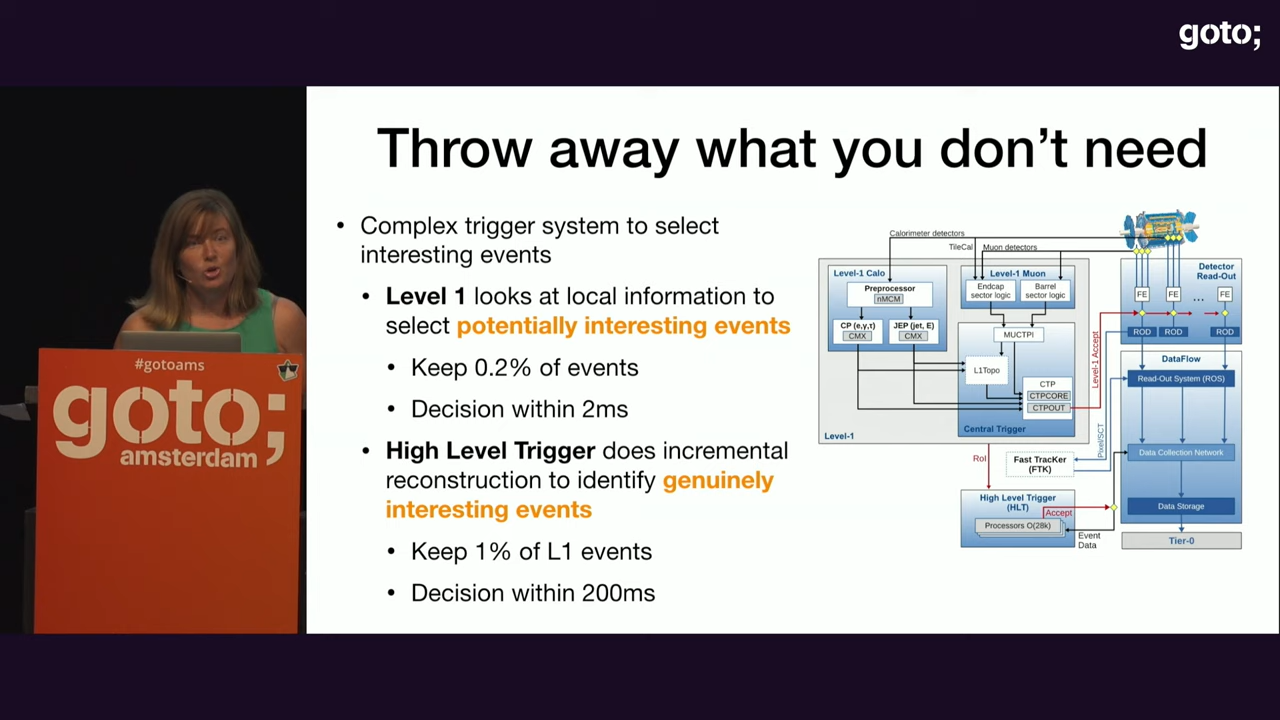 goto;
Throw away what you don't need
• Complex trigger system to select
interesting events
• Level 1 looks at local information to
select potentially interesting events
• Keep 0.2% of events
• Decision within 2ms
• High Level Trigger does incremental
reconstruction to identify genuinely
interesting events
• Keep 1% of L1 events
• Decision within 200ms
Calorimeter detectors
TileCal
Muon detectors
Level-1 Calo
Preprocessor
nMCM
CP (e,γ,τ)
CMX
JEP (jet, E)
CMX
Level-1 Muon
Endcap
sector logic
Barrel
sector logic
MUCTPI
L1Topo
CTP
CTPCORE
CTPOUT
Central Trigger
Level-1
Level-1 Accept
Detector
Read-Out
FE
FE
...
FE
ROD
ROD
ROD
DataFlow
Read-Out System (ROS)
Data Collection Network
Data Storage
Tier-0
Pixel/SCT
RoI
Fast TracKer
(FTK)
High Level Trigger
(HLT)
Accept
Processors O(28k)
Event
Data
#gotoams
goto;
amsterdam